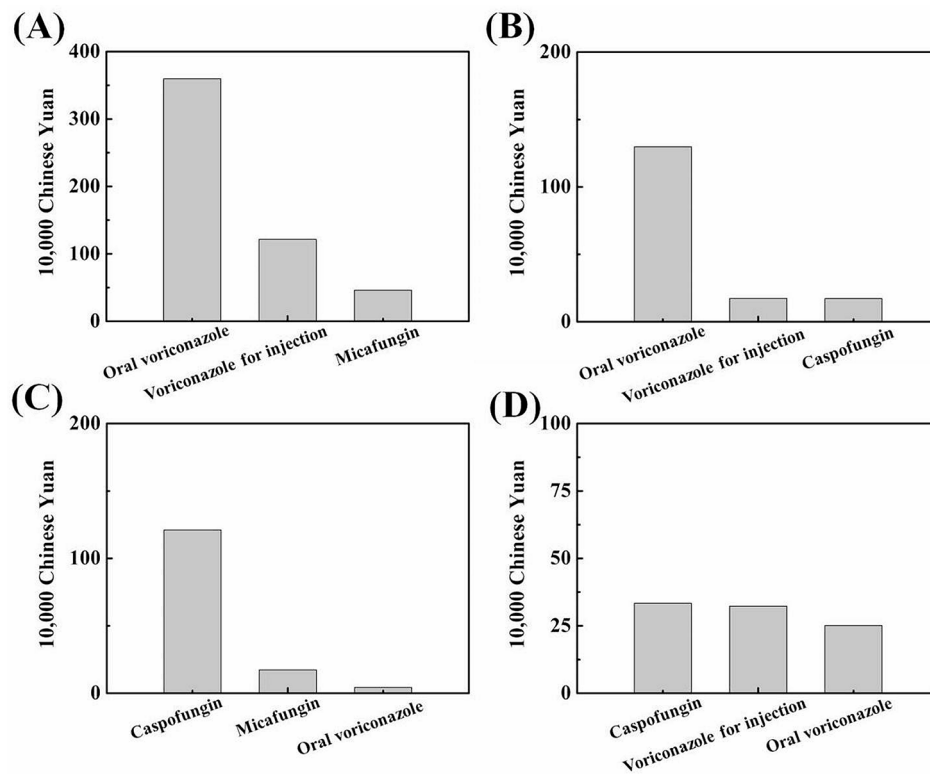 (A)
10,000 Chinese Yuan
400
300
200
100
0
Oral voriconazole
Voriconazole for injection
Micafungin
(B)
10,000 Chinese Yuan
200
100
0
Oral voriconazole
Voriconazole for injection
Caspofungin
(C)
10,000 Chinese Yuan
200
100
0
Caspofungin
Micafungin
Oral voriconazole
(D)
10,000 Chinese Yuan
100
75
50
25
0
Caspofungin
Voriconazole for injection
Oral voriconazole